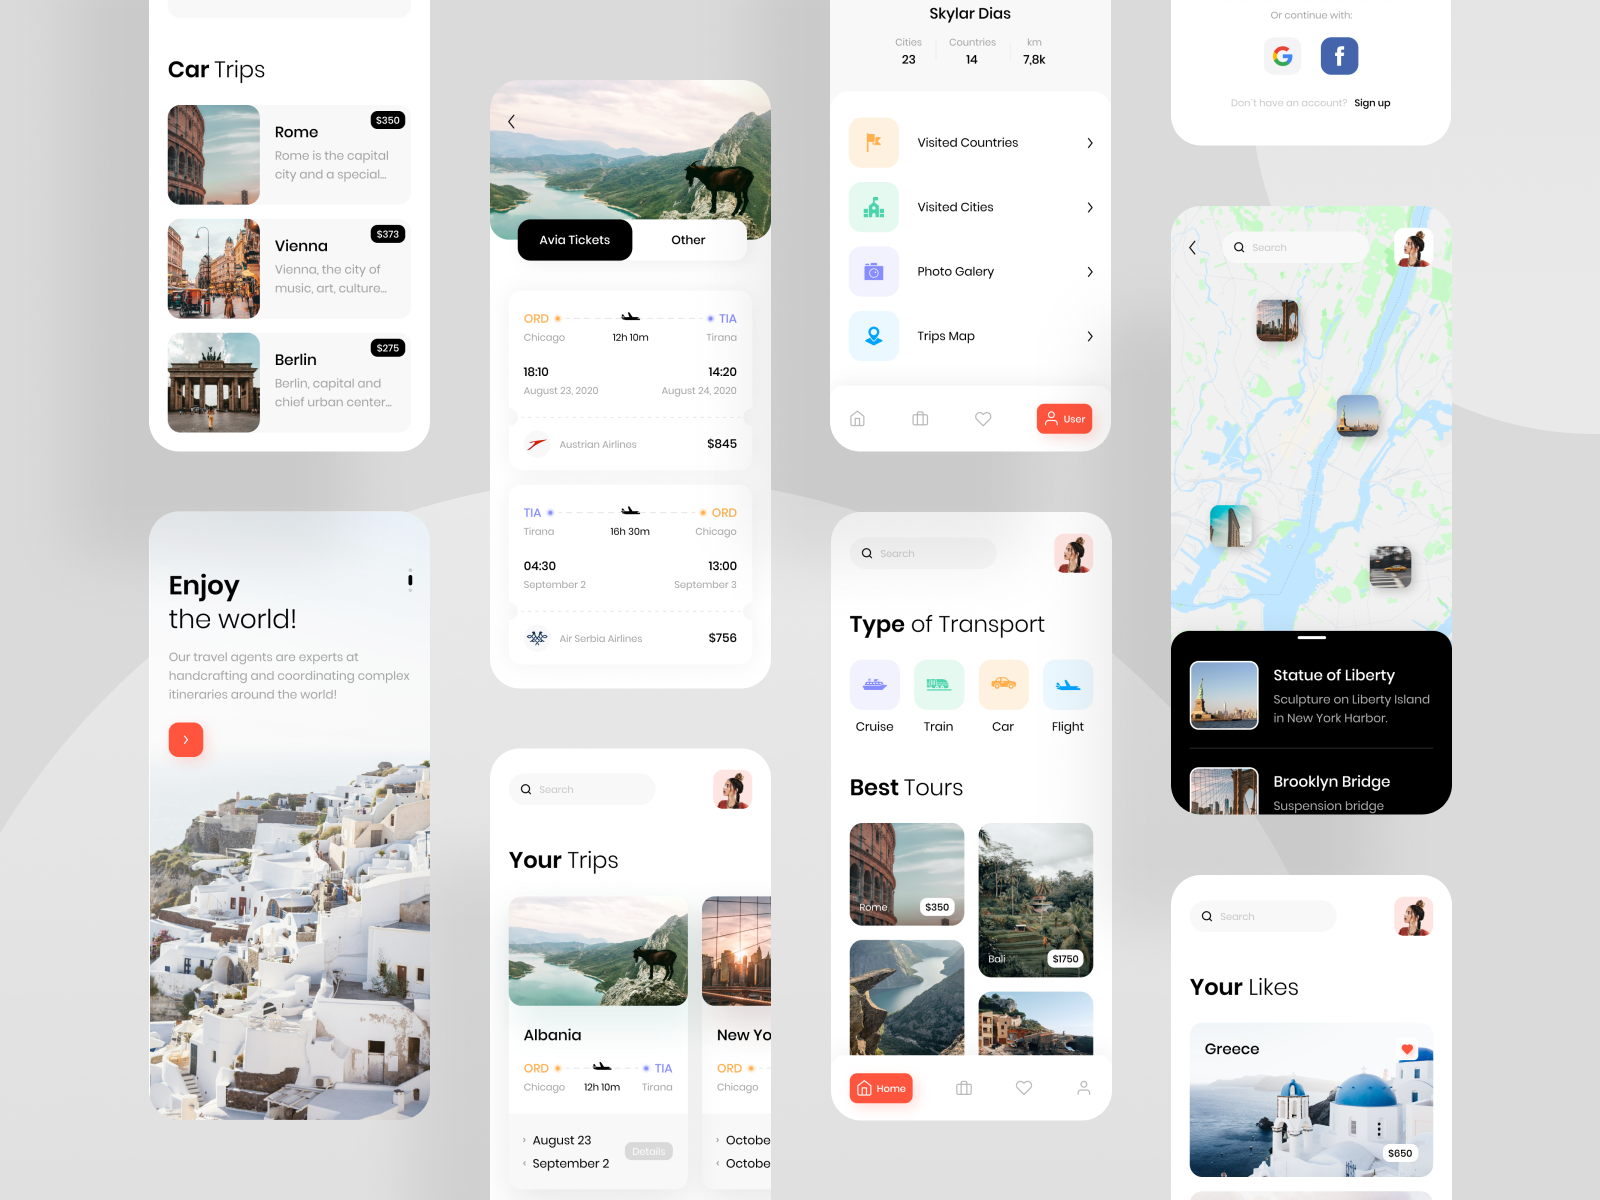 Car Trips
$350
Rome
Rome is the capital
city and a special...
$373
Vienna
Vienna, the city of
music, art, culture...
$275
Berlin
Berlin, capital and
chief urban center...
Enjoy
the world!
Our travel agents are experts at
handcrafting and coordinating complex
itineraries around the world!
Avia Tickets
Other
ORD TIA
Chicago 12h 10m Tirana
18:10 14:20
August 23, 2020 August 24, 2020
Austrian Airlines $845
TIA ORD
Tirana 16h 30m Chicago
04:30 13:00
September 2 September 3
Air Serbia Airlines $756
Search
Your Trips
Albania
ORD TIA
Chicago 12h 10m Tirana
August 23
September 2
Details
New Yo
ORD
Chicago
Octobe
Octobe
Skylar Dias
Cities Countries km
23 14 7,8k
Visited Countries
Visited Cities
Photo Galery
Trips Map
User
Search
Type of Transport
Cruise Train Car Flight
Best Tours
Rome $350
Bali $1750
Home
Or continue with:
G f
Don't have an account? Sign up
Search
Statue of Liberty
Sculpture on Liberty Island
in New York Harbor.
Brooklyn Bridge
Suspension bridge
Search
Your Likes
Greece
$650